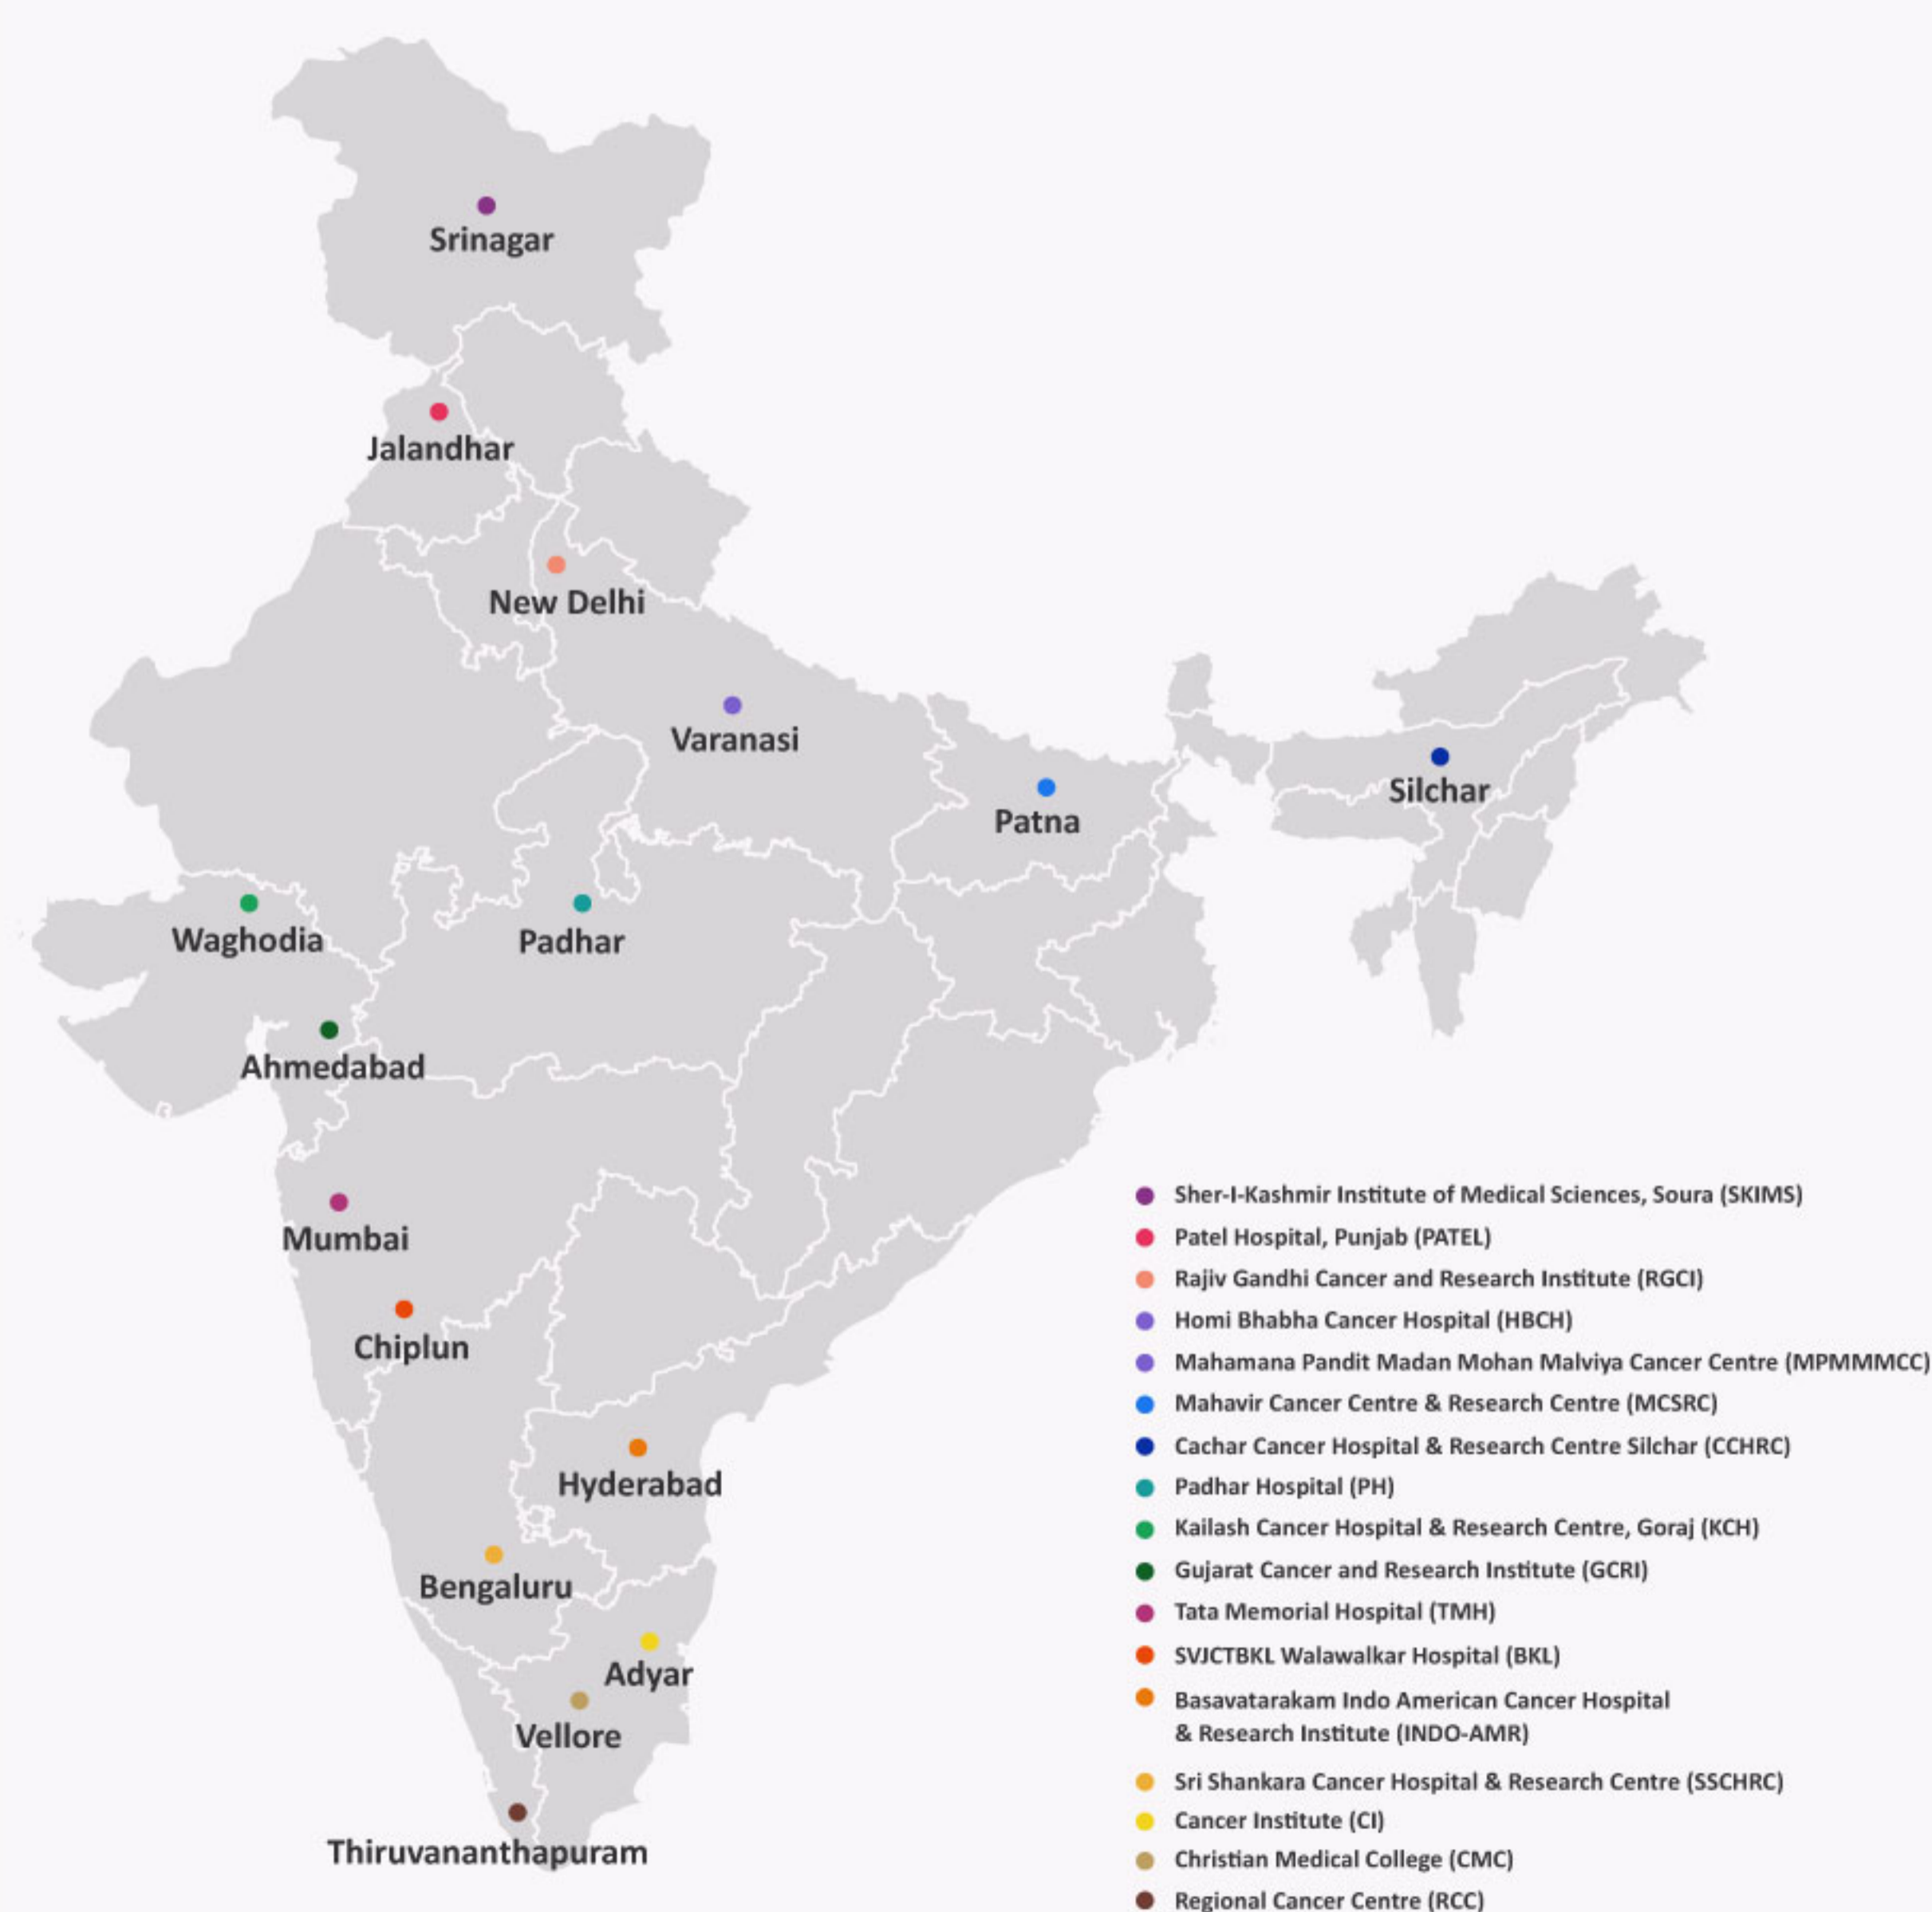 Srinagar
Jalandhar
New Delhi
Varanasi
Silchar
Patna
Waghodia
Padhar
Ahmedabad
Mumbai
Chiplun
Hyderabad
Bengaluru
Adyar
Vellore
Thiruvananthapuram
Sher-I-Kashmir Institute of Medical Sciences, Soura (SKIMS)
Patel Hospital, Punjab (PATEL)
Rajiv Gandhi Cancer and Research Institute (RGCI)
Homi Bhabha Cancer Hospital (HBCH)
Mahamana Pandit Madan Mohan Malviya Cancer Centre (MPMMMCC)
Mahavir Cancer Centre & Research Centre (MCSRC)
Cachar Cancer Hospital & Research Centre Silchar (CCHRC)
Padhar Hospital (PH)
Kailash Cancer Hospital & Research Centre, Goraj (KCH)
Gujarat Cancer and Research Institute (GCRI)
Tata Memorial Hospital (TMH)
SVJCTBKL Walawalkar Hospital (BKL)
Basavatarakam Indo American Cancer Hospital
& Research Institute (INDO-AMR)
Sri Shankara Cancer Hospital & Research Centre (SSCHRC)
Cancer Institute (CI)
Christian Medical College (CMC)
Regional Cancer Centre (RCC)